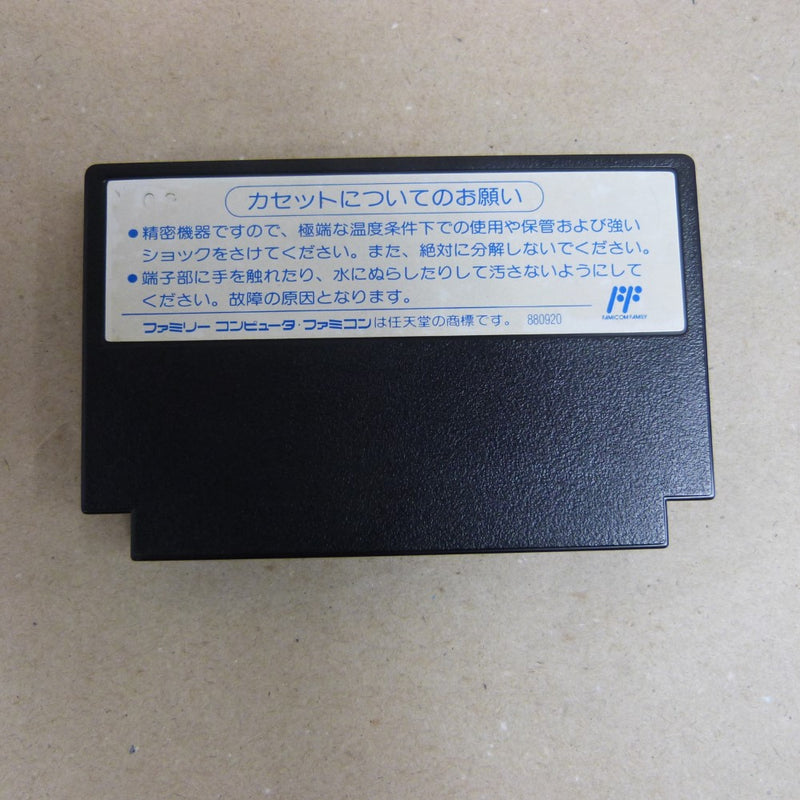 カセットについてのお願い
●精密機器ですので、極端な温度条件下での使用や保管および強い
ショックをさけてください。また、絶対に分解しないでください。
●端子部に手を触れたり、水にぬらしたりして汚さないようにして
ください。故障の原因となります。
FF
FAMICOM FAMILY
ファミリー コンピュータ・ファミコンは任天堂の商標です。 880920